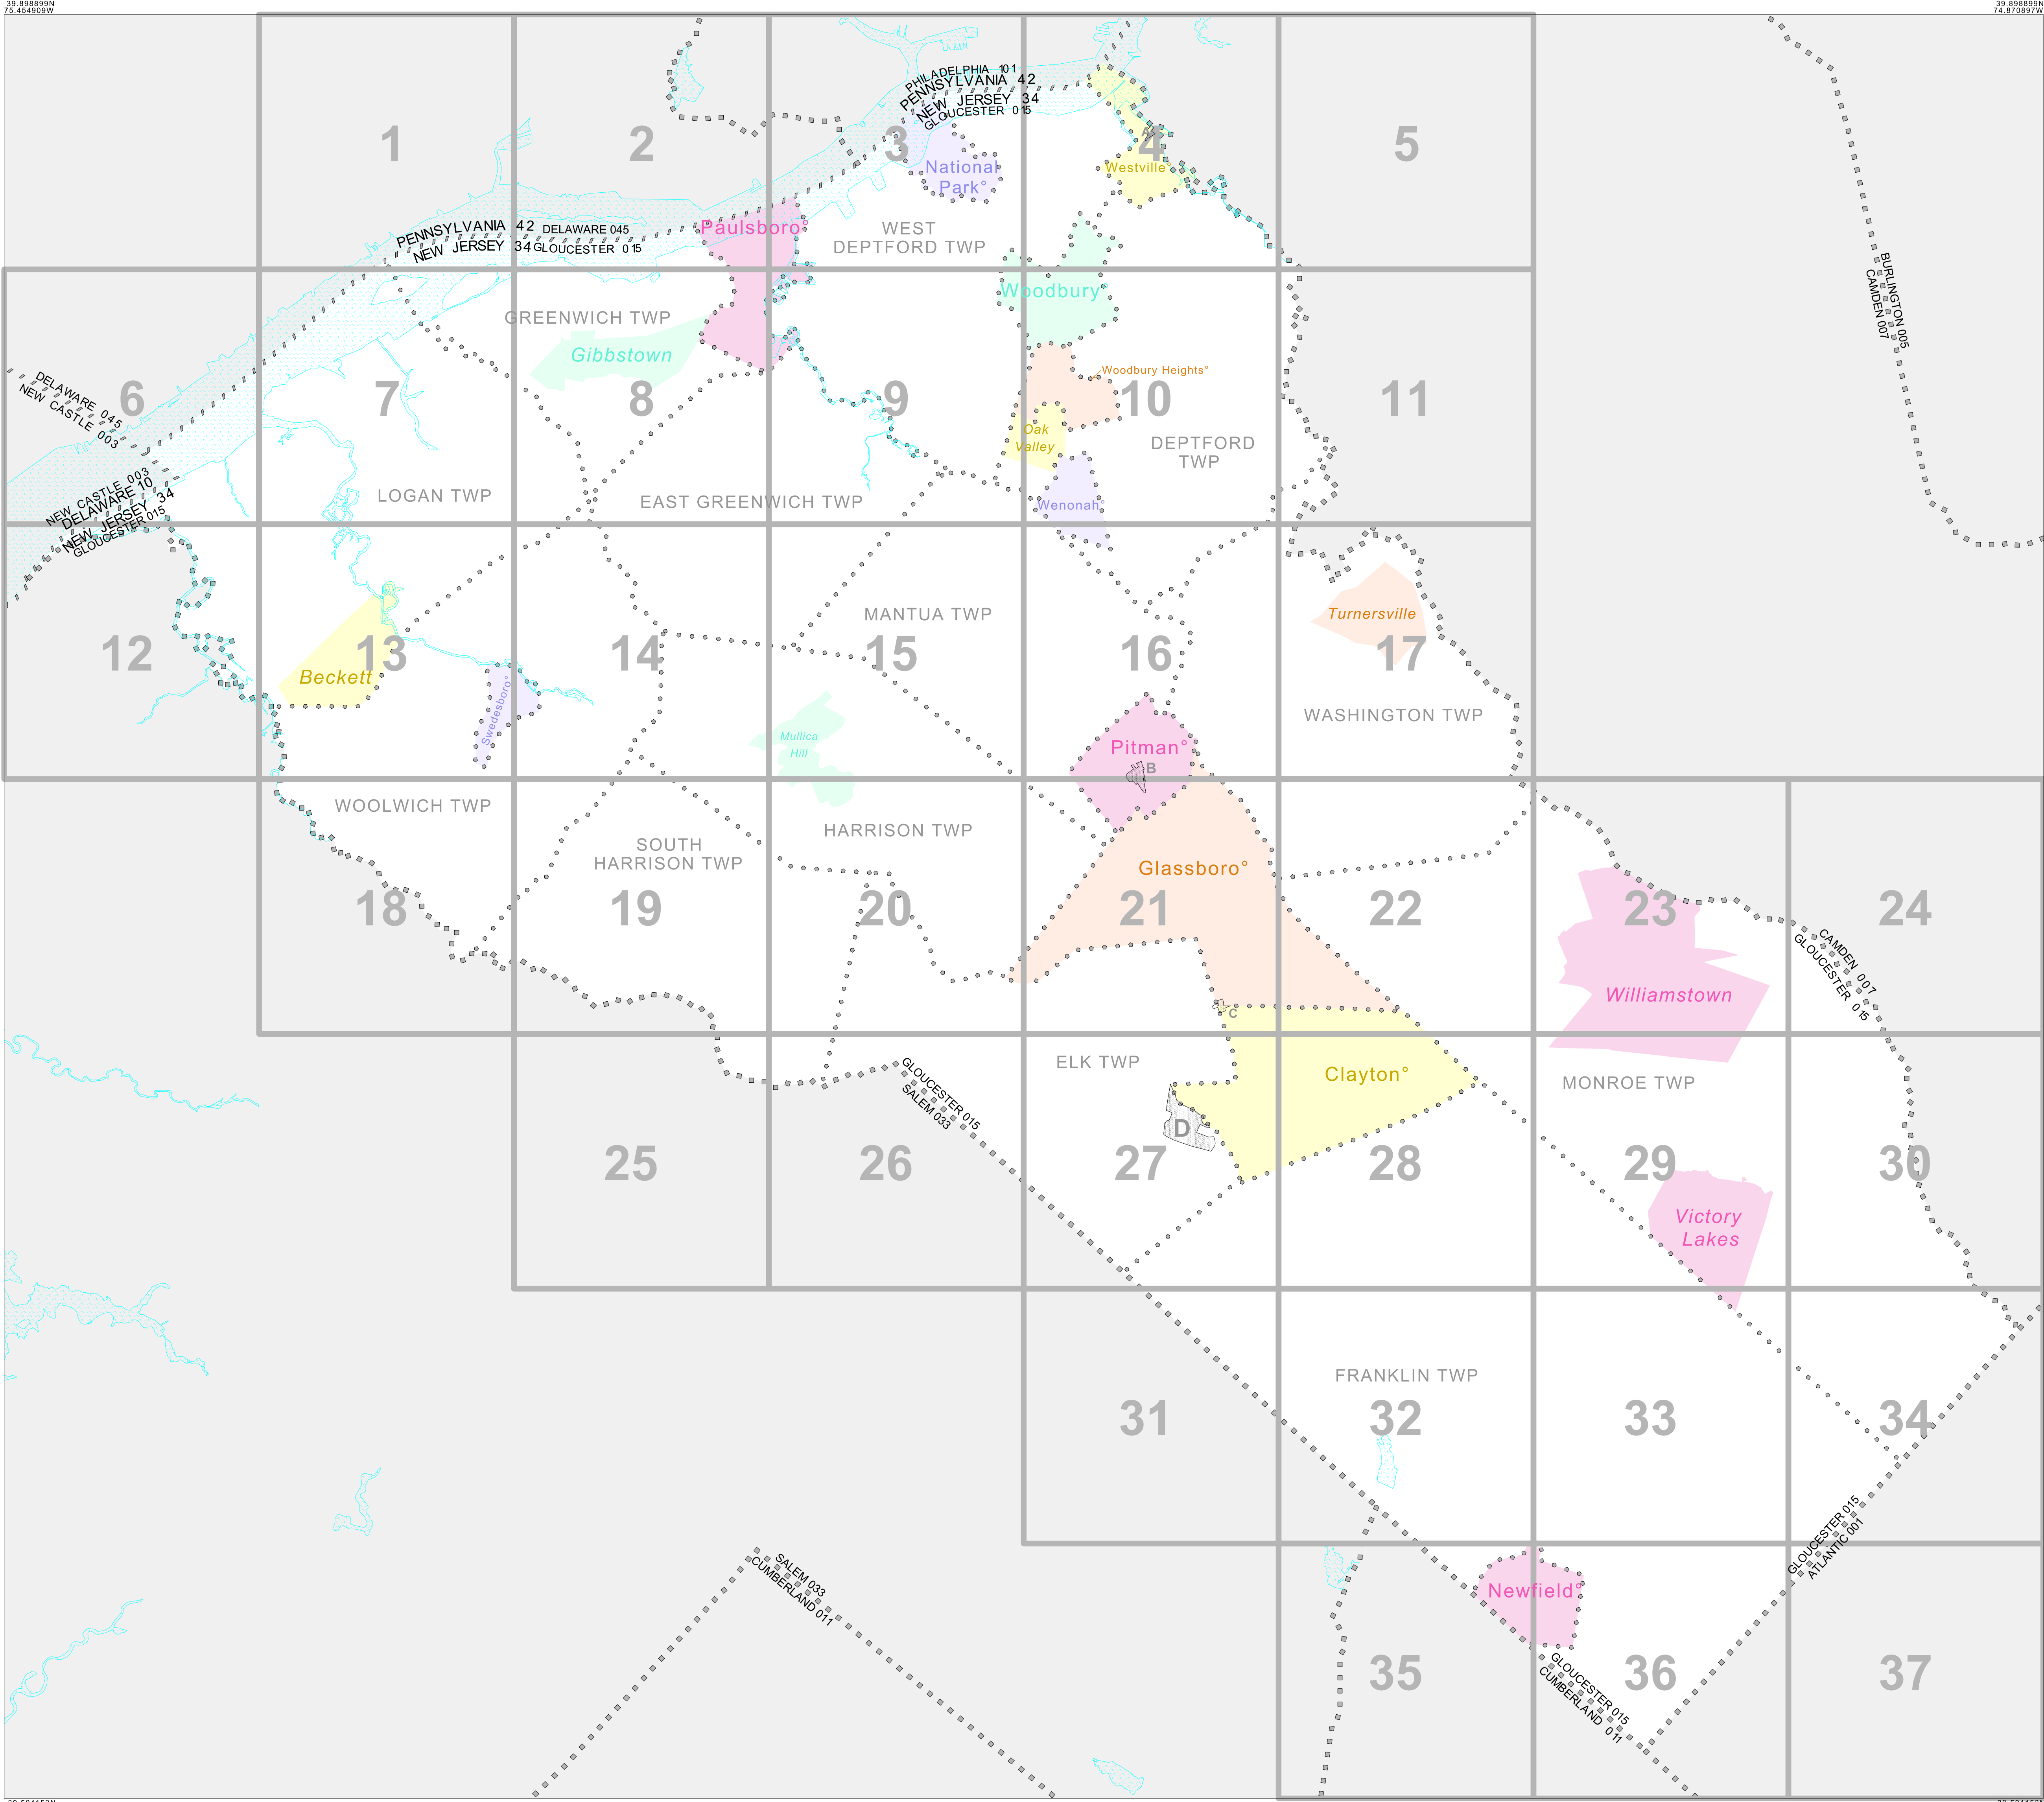 39.898899N
75.454909W
39.898899N
74.870897W
PHILADELPHIA 101
PENNSYLVANIA 42
NEW JERSEY 34
GLOUCESTER 015
1
2
3
4
5
A
National
Park°
Westville°
PENNSYLVANIA 42 DELAWARE 045
NEW JERSEY 34 GLOUCESTER 015
Paulsboro°
WEST
DEPTFORD TWP
BURLINGTON 005
CAMDEN 007
Woodbury°
GREENWICH TWP
Gibbstown
Woodbury Heights°
DELAWARE 045
NEW CASTLE 003
6
7
8
9
10
11
Oak
Valley
DEPTFORD
TWP
NEW CASTLE 003
DELAWARE 10
NEW JERSEY 34
GLOUCESTER 015
LOGAN TWP
EAST GREENWICH TWP
Wenonah°
MANTUA TWP
Turnersville
12
13
14
15
16
17
Beckett
Swedesboro°
WASHINGTON TWP
Mullica
Hill
Pitman°
B
WOOLWICH TWP
SOUTH
HARRISON TWP
HARRISON TWP
Glassboro°
18
19
20
21
22
23
24
CAMDEN 007
GLOUCESTER 015
Williamstown
C
ELK TWP
Clayton°
MONROE TWP
GLOUCESTER 015
SALEM 033
D
25
26
27
28
29
30
Victory
Lakes
FRANKLIN TWP
31
32
33
34
GLOUCESTER 015
ATLANTIC 001
SALEM 033
CUMBERLAND 011
Newfield°
GLOUCESTER 015
CUMBERLAND 011
35
36
37